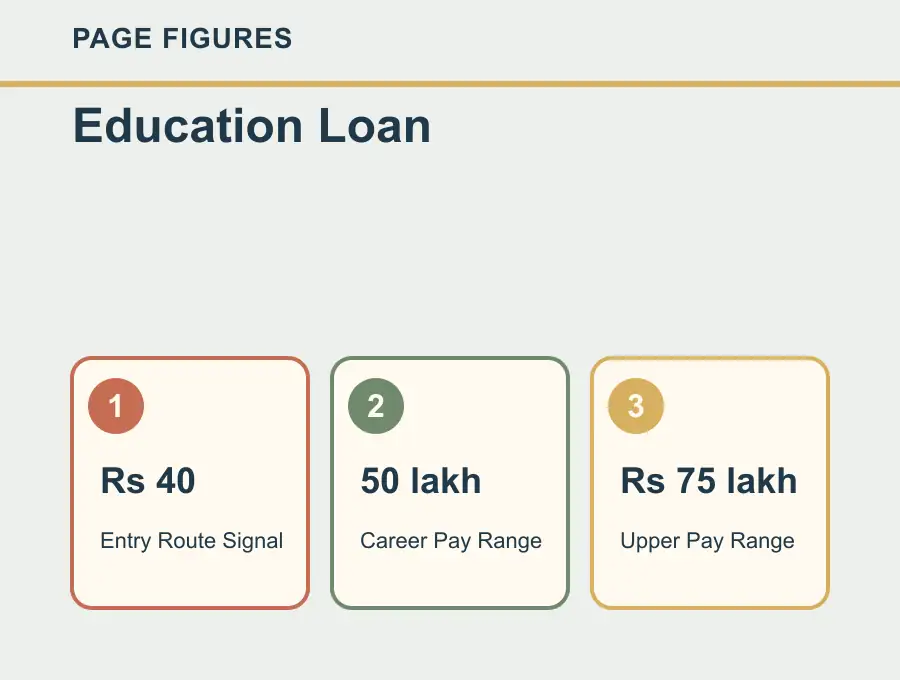 PAGE FIGURES
Education Loan
1
Rs 40
Entry Route Signal
2
50 lakh
Career Pay Range
3
Rs 75 lakh
Upper Pay Range